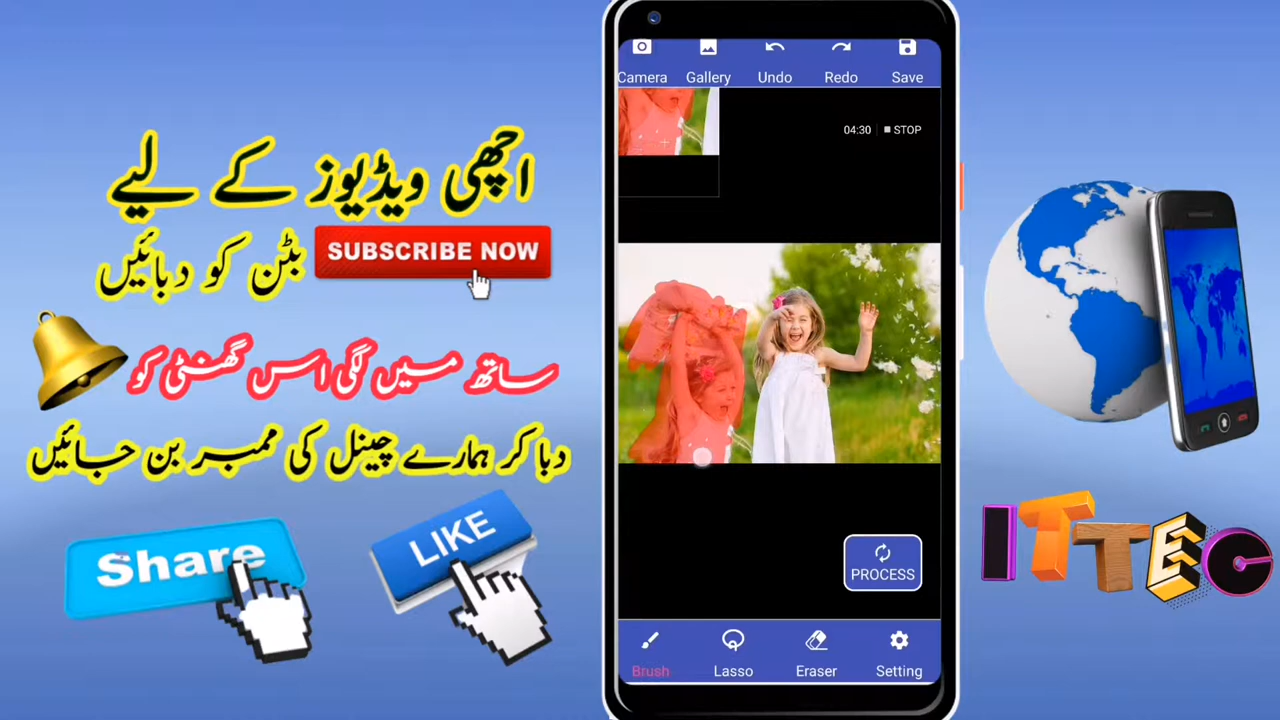 اچھی ویڈیوز کے لیے
SUBSCRIBE NOW بٹن کو دبائیں
ساتھ میں لگی اس گھنٹی کو
دبا کر ہمارے چینل کی ممبر بن جائیں
Share
LIKE
Camera Gallery Undo Redo Save
04:30 STOP
PROCESS
Brush Lasso Eraser Setting
ITTEC